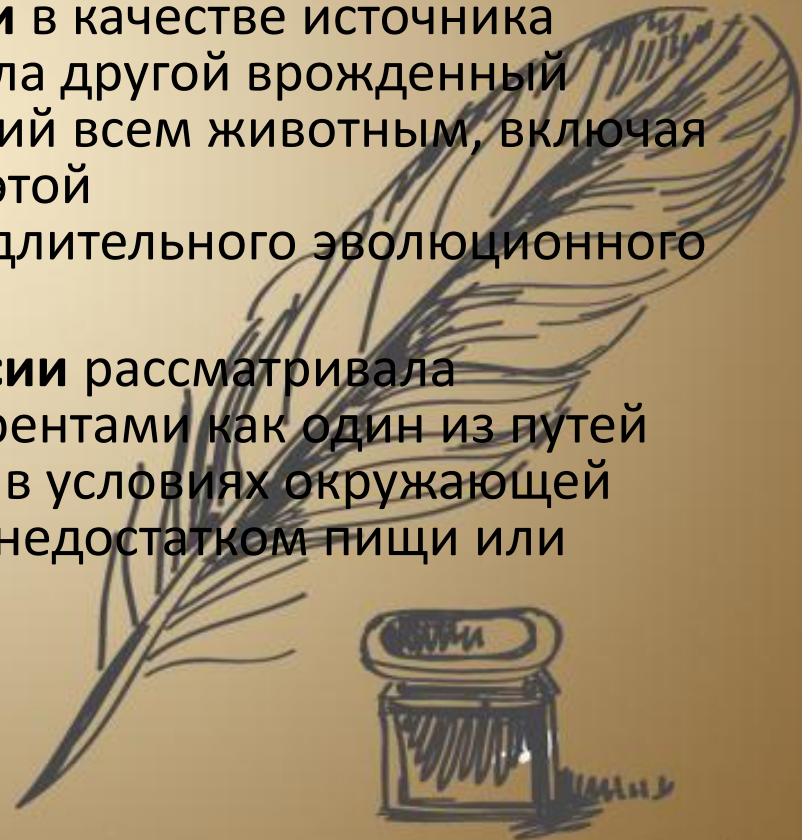 и в качестве источника
ла другой врожденный
ий всем животным, включая
этой
длительного эволюционного
сии рассматривала
рентами как один из путей
в условиях окружающей
недостатком пищи или